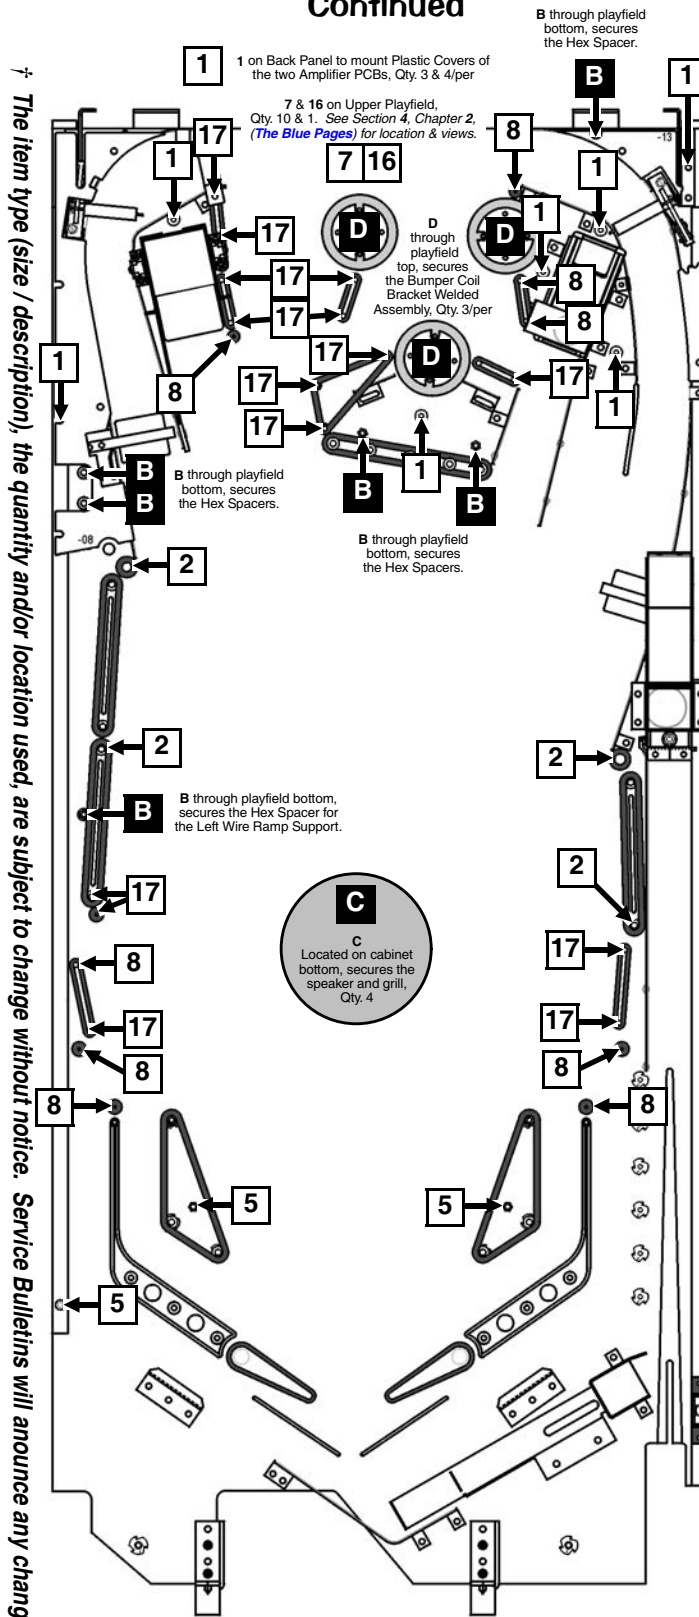 Continued
B through playfield
bottom, secures
the Hex Spacer.
1
1 on Back Panel to mount Plastic Covers of
the two Amplifier PCBs, Qty. 3 & 4/per
B
1
7 & 16 on Upper Playfield,
Qty. 10 & 1. See Section 4, Chapter 2,
(The Blue Pages) for location & views.
17
8
-13
1
7 16
1
1
D
D
D
through
playfield
top, secures
the Bumper Coil
Bracket Welded
Assembly, Qty. 3/per
17
17
8
17
8
17
D
1
8
17
17
1
17
1
B
B through playfield
bottom, secures
the Hex Spacers.
B
B
B
-08
B through playfield
bottom, secures
the Hex Spacers.
2
2
2
B
B through playfield bottom,
secures the Hex Spacer for
the Left Wire Ramp Support.
2
17
C
C
Located on cabinet
bottom, secures the
speaker and grill,
Qty. 4
17
8
17
17
8
8
8
8
5
5
5
† The item type (size / description), the quantity and/or location used, are subject to change without notice. Service Bulletins will anounce any chang